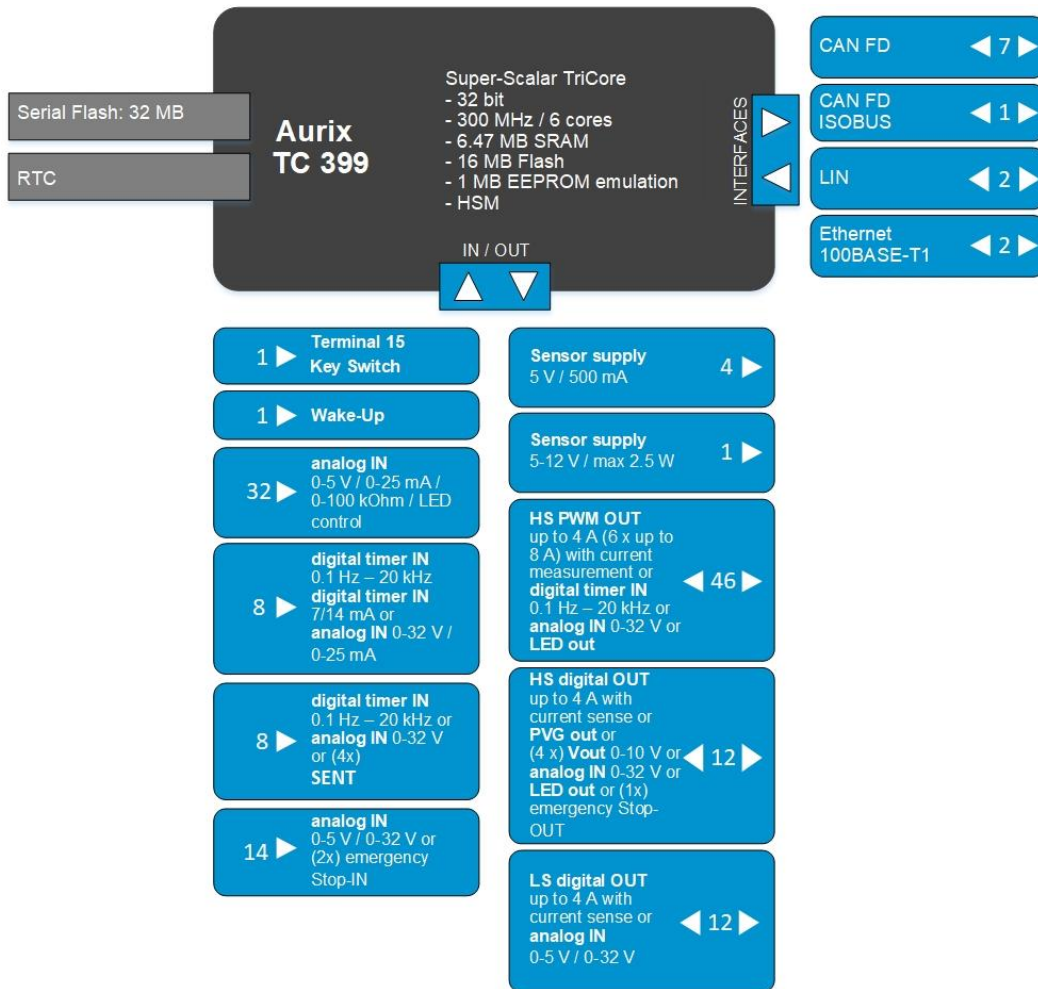 Serial Flash: 32 MB
RTC
Aurix
TC 399
Super-Scalar TriCore
- 32 bit
- 300 MHz / 6 cores
- 6.47 MB SRAM
- 16 MB Flash
- 1 MB EEPROM emulation
- HSM
INTERFACES
IN / OUT
CAN FD
7
CAN FD
ISOBUS
1
LIN
2
Ethernet
100BASE-T1
2
1
Terminal 15
Key Switch
1
Wake-Up
32
analog IN
0-5 V / 0-25 mA /
0-100 kOhm / LED
control
8
digital timer IN
0.1 Hz – 20 kHz
digital timer IN
7/14 mA or
analog IN 0-32 V /
0-25 mA
8
digital timer IN
0.1 Hz – 20 kHz or
analog IN 0-32 V
or (4x)
SENT
14
analog IN
0-5 V / 0-32 V or
(2x) emergency
Stop-IN
Sensor supply
5 V / 500 mA
4
Sensor supply
5-12 V / max 2.5 W
1
HS PWM OUT
up to 4 A (6 x up to
8 A) with current
measurement or
digital timer IN
0.1 Hz – 20 kHz or
analog IN 0-32 V or
LED out
46
HS digital OUT
up to 4 A with
current sense or
PVG out or
(4 x) Vout 0-10 V or
analog IN 0-32 V or
LED out or (1x)
emergency Stop-
OUT
12
LS digital OUT
up to 4 A with
current sense or
analog IN
0-5 V / 0-32 V
12